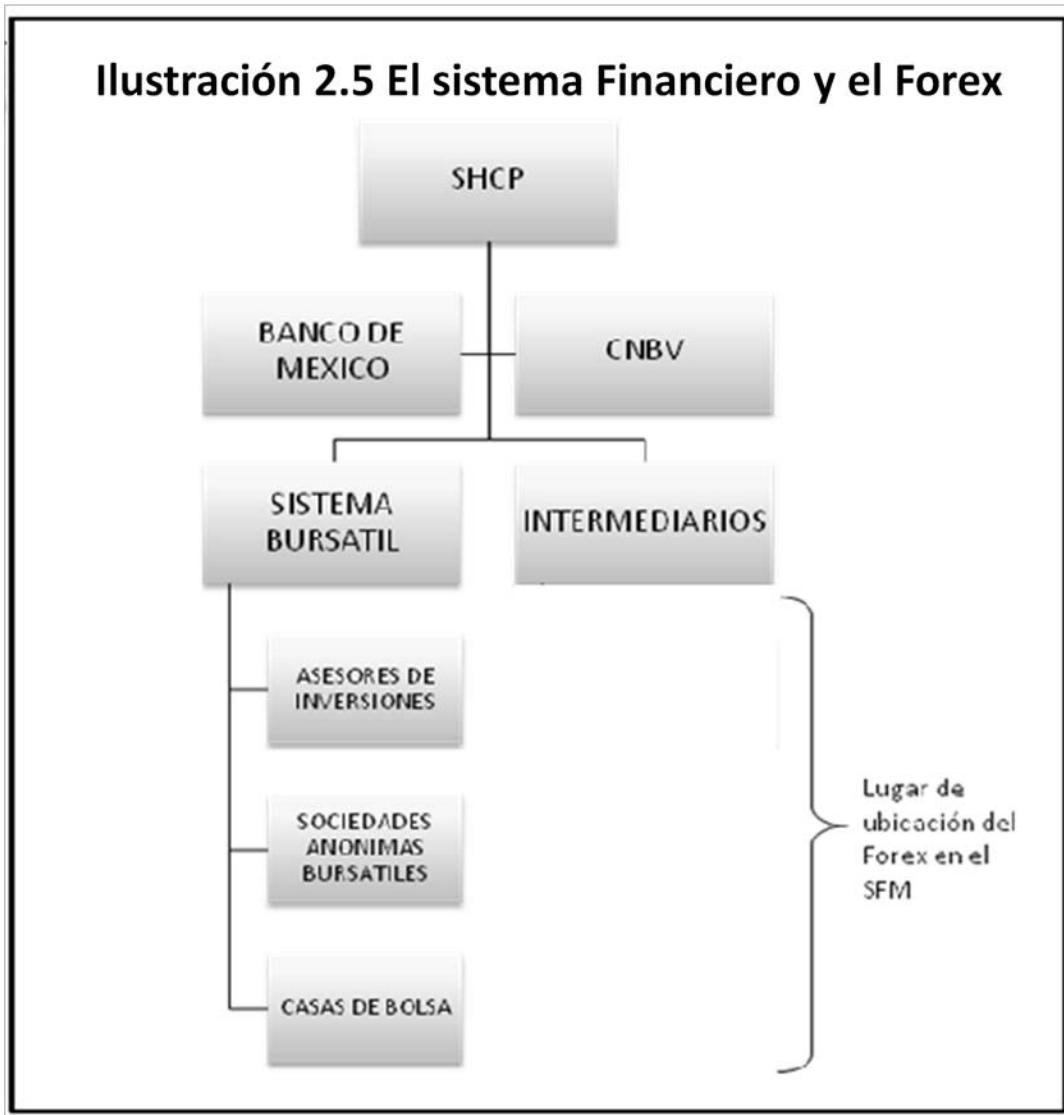 Ilustración 2.5 El sistema Financiero y el Forex
SHCP
BANCO DE
MEXICO
CNBV
SISTEMA
BURSATIL
INTERMEDIARIOS
ASESORES DE
INVERSIONES
SOCIEDADES
ANONIMAS
BURSATILES
CASAS DE BOLSA
Lugar de
ubicación del
Forex en el
SFM